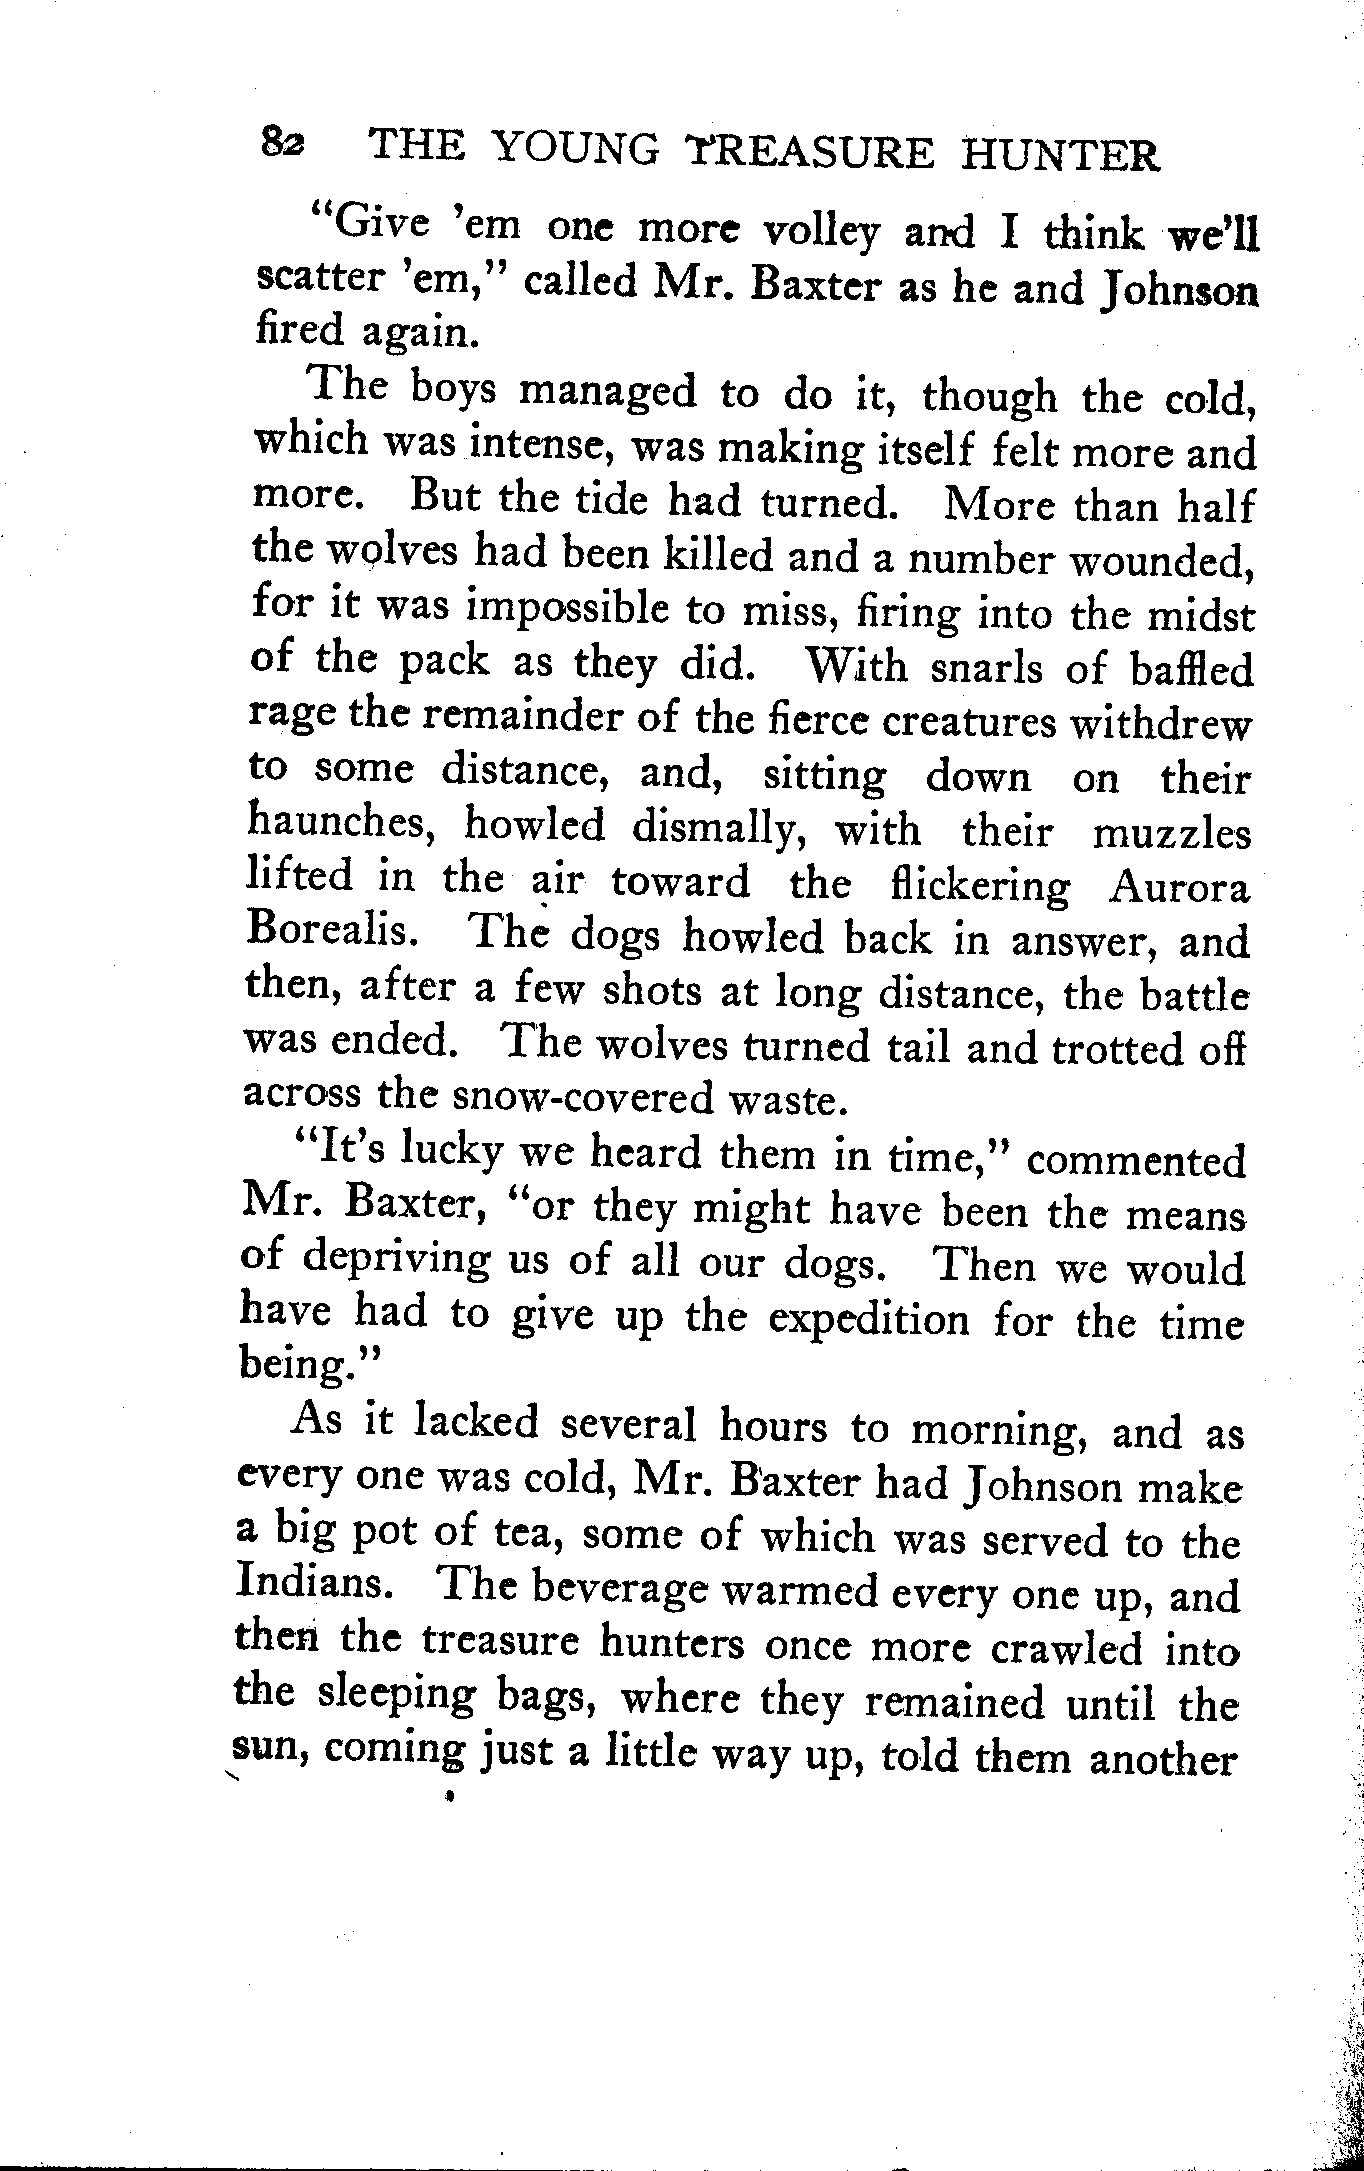 82 THE YOUNG TREASURE HUNTER
“Give ’em one more volley and I think we’ll
scatter ’em,” called Mr. Baxter as he and Johnson
fired again.
The boys managed to do it, though the cold,
which was intense, was making itself felt more and
more. But the tide had turned. More than half
the wolves had been killed and a number wounded,
for it was impossible to miss, firing into the midst
of the pack as they did. With snarls of baffled
rage the remainder of the fierce creatures withdrew
to some distance, and, sitting down on their
haunches, howled dismally, with their muzzles
lifted in the air toward the flickering Aurora
Borealis. The dogs howled back in answer, and
then, after a few shots at long distance, the battle
was ended. The wolves turned tail and trotted off
across the snow-covered waste.
“It’s lucky we heard them in time,” commented
Mr. Baxter, “or they might have been the means
of depriving us of all our dogs. Then we would
have had to give up the expedition for the time
being.”
As it lacked several hours to morning, and as
every one was cold, Mr. Baxter had Johnson make
a big pot of tea, some of which was served to the
Indians. The beverage warmed every one up, and
then the treasure hunters once more crawled into
the sleeping bags, where they remained until the
sun, coming just a little way up, told them another